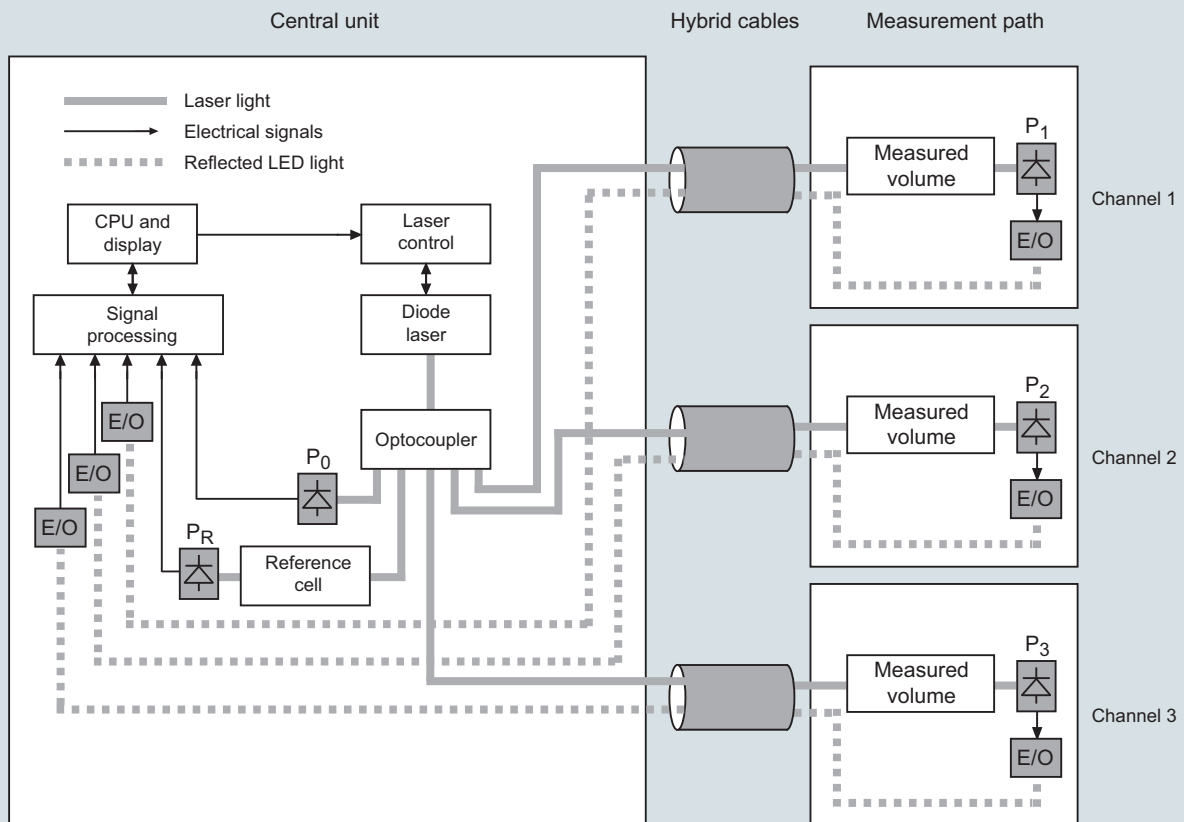 Central unit
Hybrid cables
Measurement path
Laser light
Electrical signals
Reflected LED light
CPU and
display
Laser
control
Signal
processing
Diode
laser
Optocoupler
E/O
E/O
E/O
P0
PR
Reference
cell
Measured
volume
P1
E/O
Channel 1
Measured
volume
P2
E/O
Channel 2
Measured
volume
P3
E/O
Channel 3